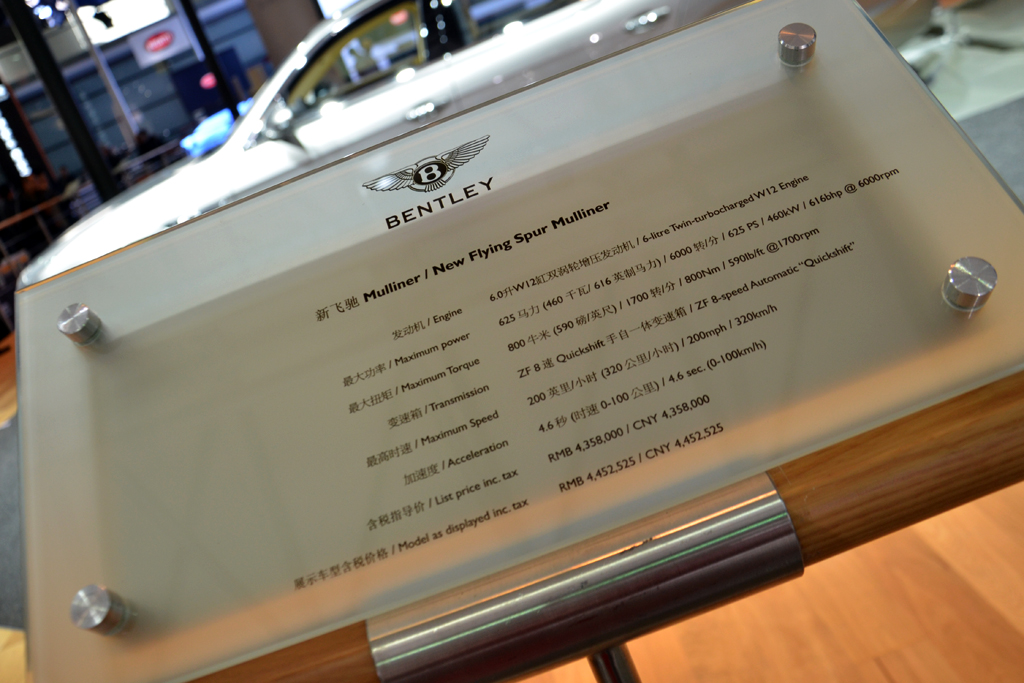 B
BENTLEY
新飞驰 Mulliner / New Flying Spur Mulliner
发动机 / Engine 6.0升W12缸双涡轮增压发动机 / 6-litre Twin-turbocharged W12 Engine
最大功率 / Maximum power 625 马力 (460 千瓦/ 616 英制马力) / 6000 转/分 / 625 PS / 460kW / 616bhp @ 6000rpm
最大扭矩 / Maximum Torque 800 牛米 (590 磅/英尺) / 1700 转/分 / 800Nm / 590lb/ft @1700rpm
变速箱 / Transmission ZF 8 速 Quickshift 手自一体变速箱 / ZF 8-speed Automatic "Quickshift"
最高时速 / Maximum Speed 200 英里/小时 (320 公里/小时) / 200mph / 320km/h
加速度 / Acceleration 4.6 秒 (时速 0-100 公里) / 4.6 sec. (0-100km/h)
含税指导价 / List price inc. tax RMB 4,358,000 / CNY 4,358,000
展示车型含税价格 / Model as displayed inc. tax RMB 4,452,525 / CNY 4,452,525